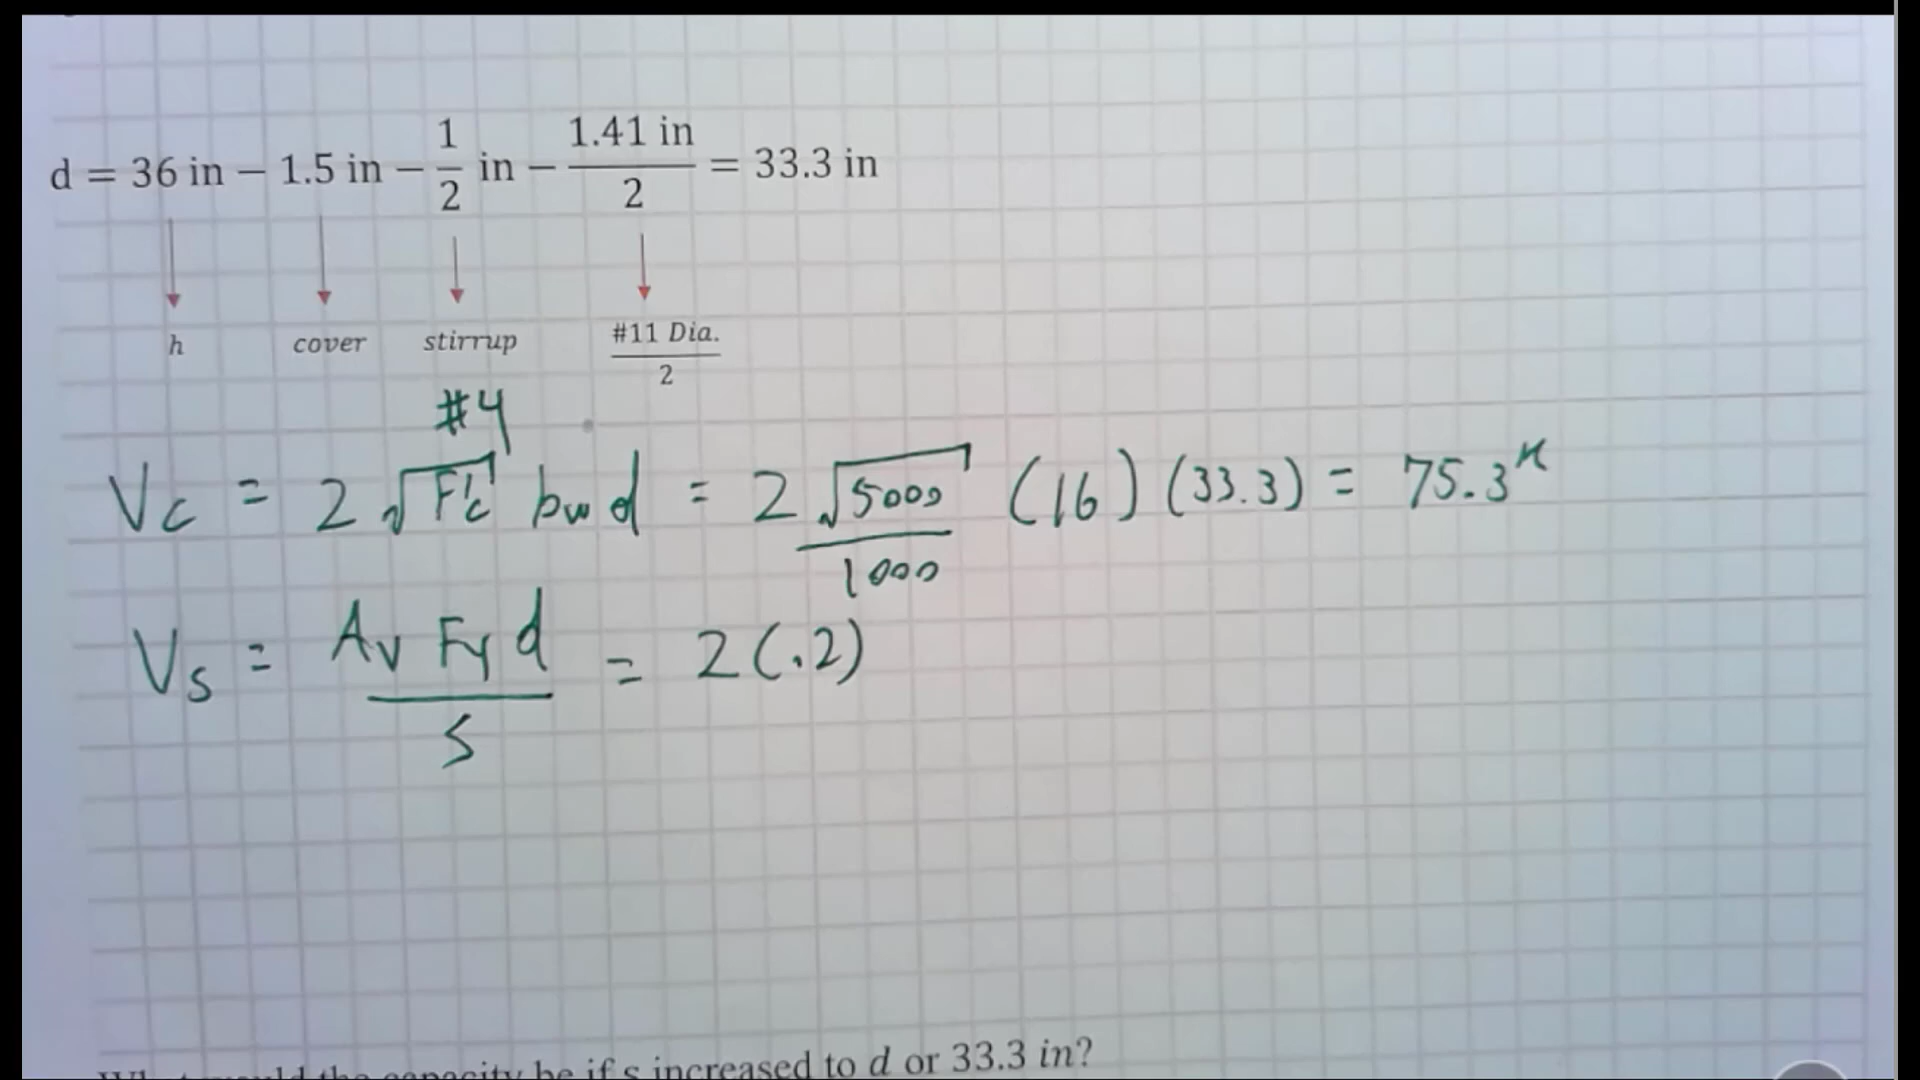 d = 36 in − 1.5 in − 1/2 in − 1.41 in/2 = 33.3 in
h cover stirrup #11 Dia./2
#4
Vc = 2 √F'c bw d = 2 √5000/1000 (16) (33.3) = 75.3ᴷ
Vs = Av Fy d/s = 2 (.2)
capacity be if s increased to d or 33.3 in?